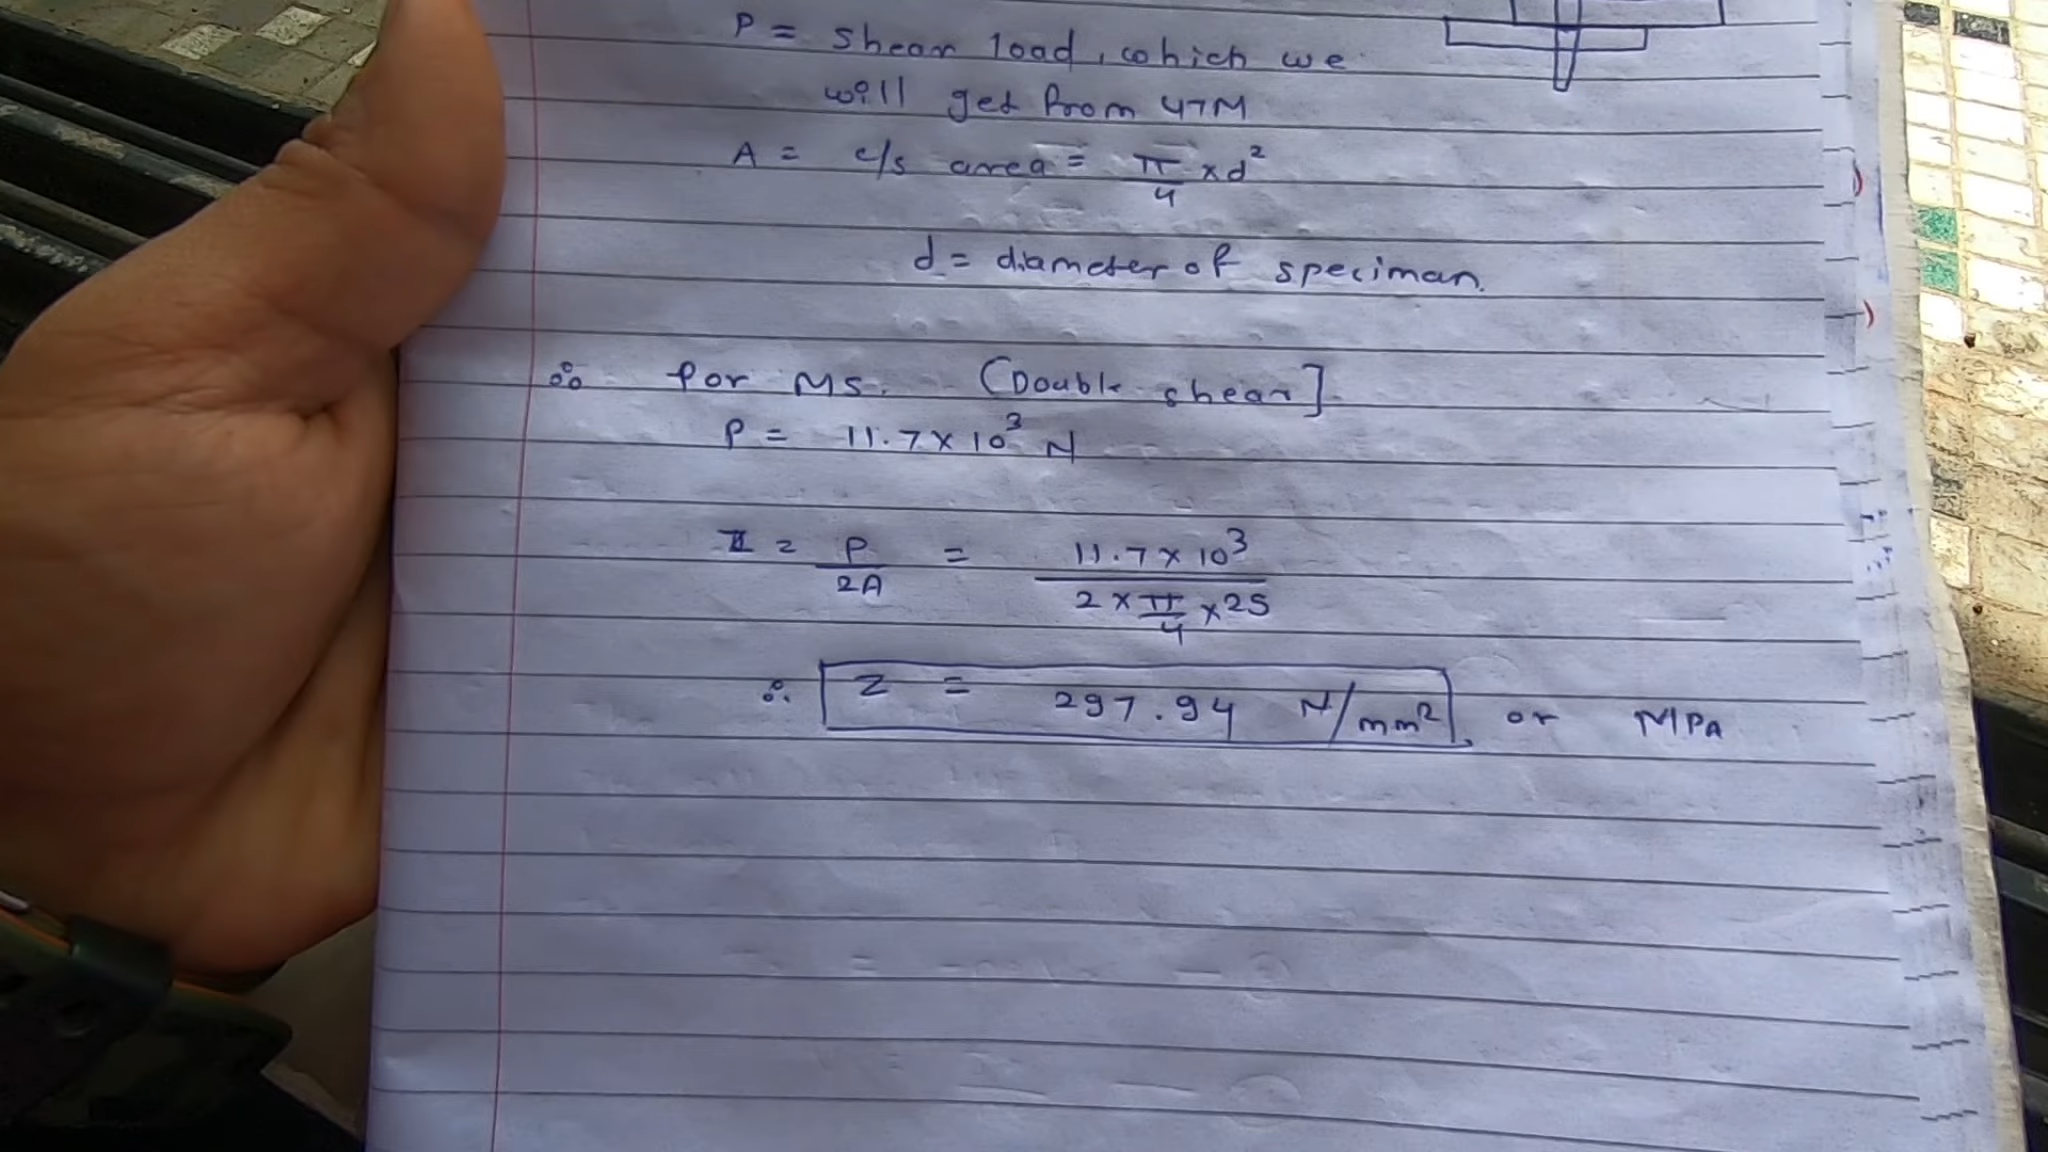 P = shear load, which we
will get from UTM
A = c/s area = π/4 × d²
d = diameter of speciman.
∴ for MS. (Double shear]
P = 11.7 × 10³ N
= P/2A = 11.7 × 10³ / 2 × π/4 × 25
∴ Z = 297.94 N/mm² or MPA